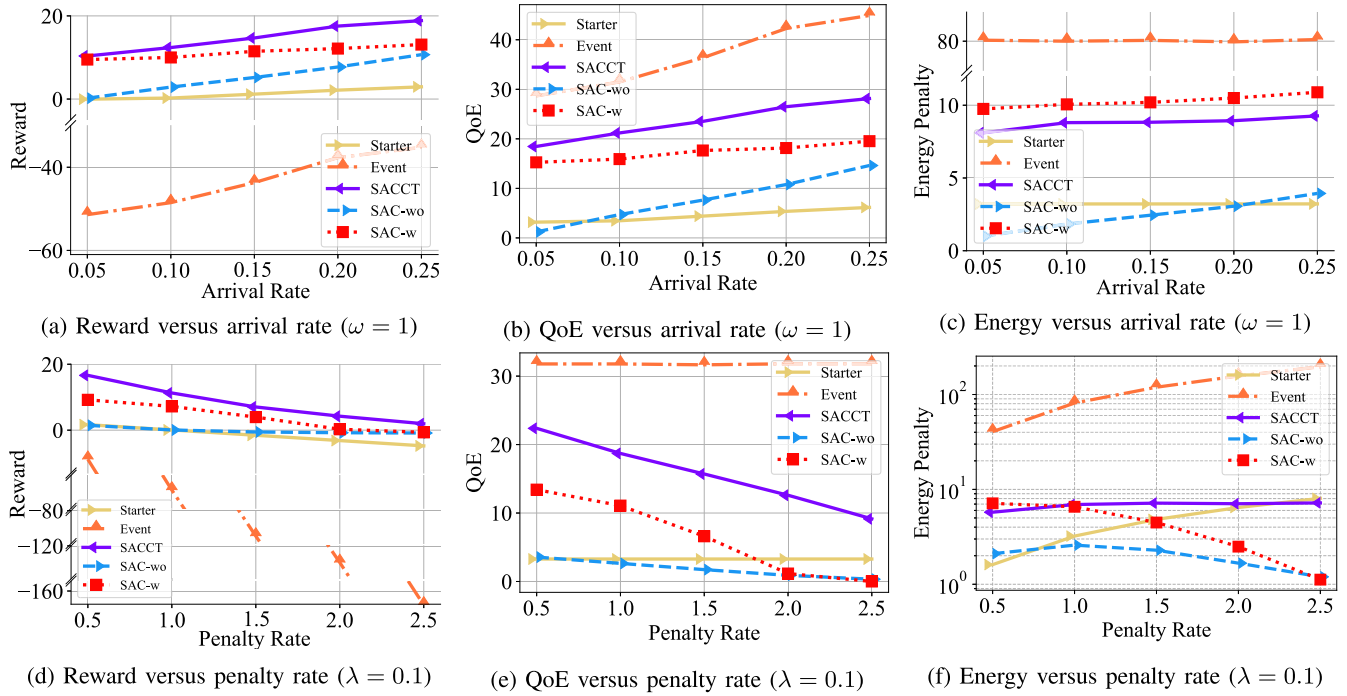 20
10
0
−40
−60
Reward
Starter
Event
SACCT
SAC-wo
SAC-w
0.05 0.10 0.15 0.20 0.25
Arrival Rate
(a) Reward versus arrival rate (ω = 1)
40
30
20
10
0
QoE
Starter
Event
SACCT
SAC-wo
SAC-w
0.05 0.10 0.15 0.20 0.25
Arrival Rate
(b) QoE versus arrival rate (ω = 1)
80
10
5
0
Energy Penalty
Starter
Event
SACCT
SAC-wo
SAC-w
0.05 0.10 0.15 0.20 0.25
Arrival Rate
(c) Energy versus arrival rate (ω = 1)
20
0
−80
−120
−160
Reward
Starter
Event
SACCT
SAC-wo
SAC-w
0.5 1.0 1.5 2.0 2.5
Penalty Rate
(d) Reward versus penalty rate (λ = 0.1)
30
20
10
0
QoE
Starter
Event
SACCT
SAC-wo
SAC-w
0.5 1.0 1.5 2.0 2.5
Penalty Rate
(e) QoE versus penalty rate (λ = 0.1)
10²
10¹
10⁰
Energy Penalty
Starter
Event
SACCT
SAC-wo
SAC-w
0.5 1.0 1.5 2.0 2.5
Penalty Rate
(f) Energy versus penalty rate (λ = 0.1)